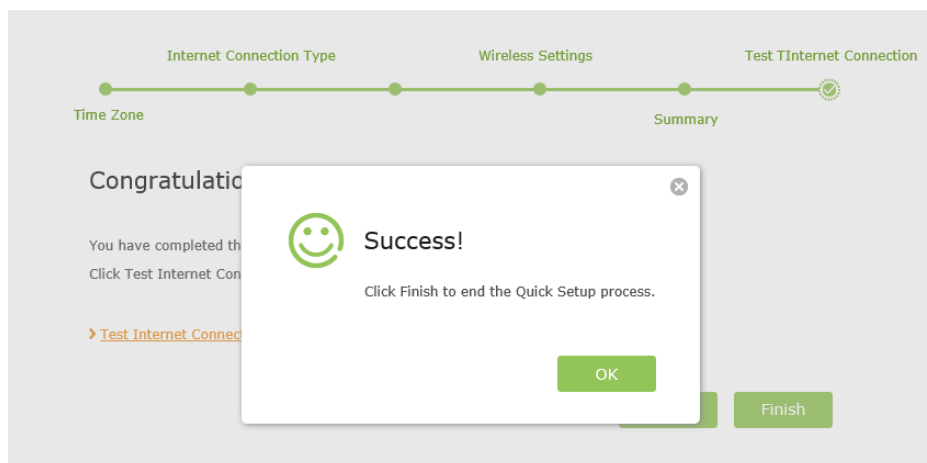 Internet Connection Type Wireless Settings Test TInternet Connection
Time Zone Summary
Congratulatio
Success!
You have completed th
Click Test Internet Con
Click Finish to end the Quick Setup process.
Test Internet Connect
OK
Finish